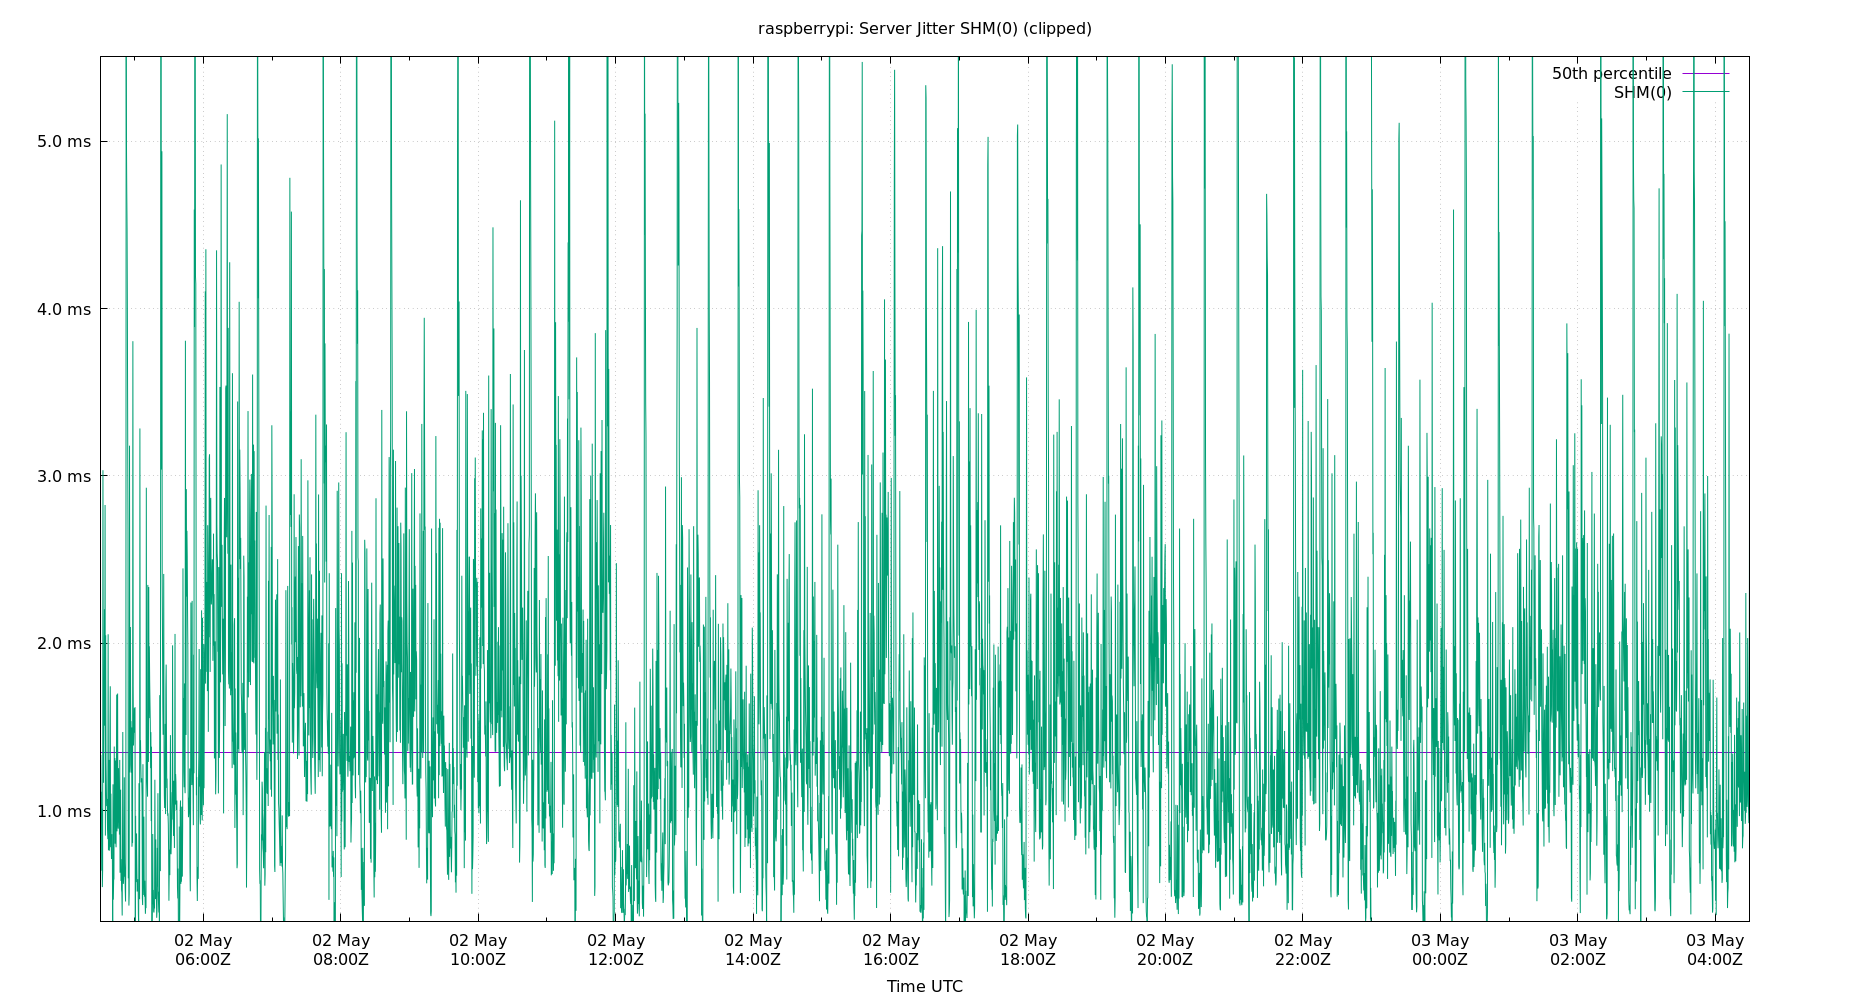 raspberrypi: Server Jitter SHM(0) (clipped)
50th percentile
SHM(0)
5.0 ms
4.0 ms
3.0 ms
2.0 ms
1.0 ms
02 May 02 May 02 May 02 May 02 May 02 May 02 May 02 May 02 May 03 May 03 May 03 May
06:00Z 08:00Z 10:00Z 12:00Z 14:00Z 16:00Z 18:00Z 20:00Z 22:00Z 00:00Z 02:00Z 04:00Z
Time UTC